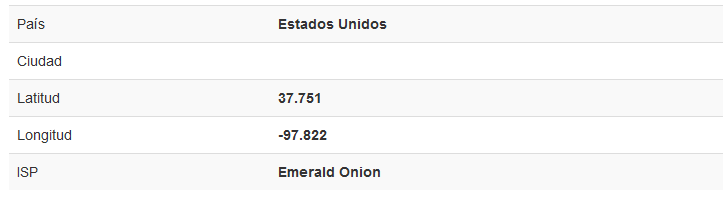 País Estados Unidos
Ciudad
Latitud 37.751
Longitud -97.822
ISP Emerald Onion